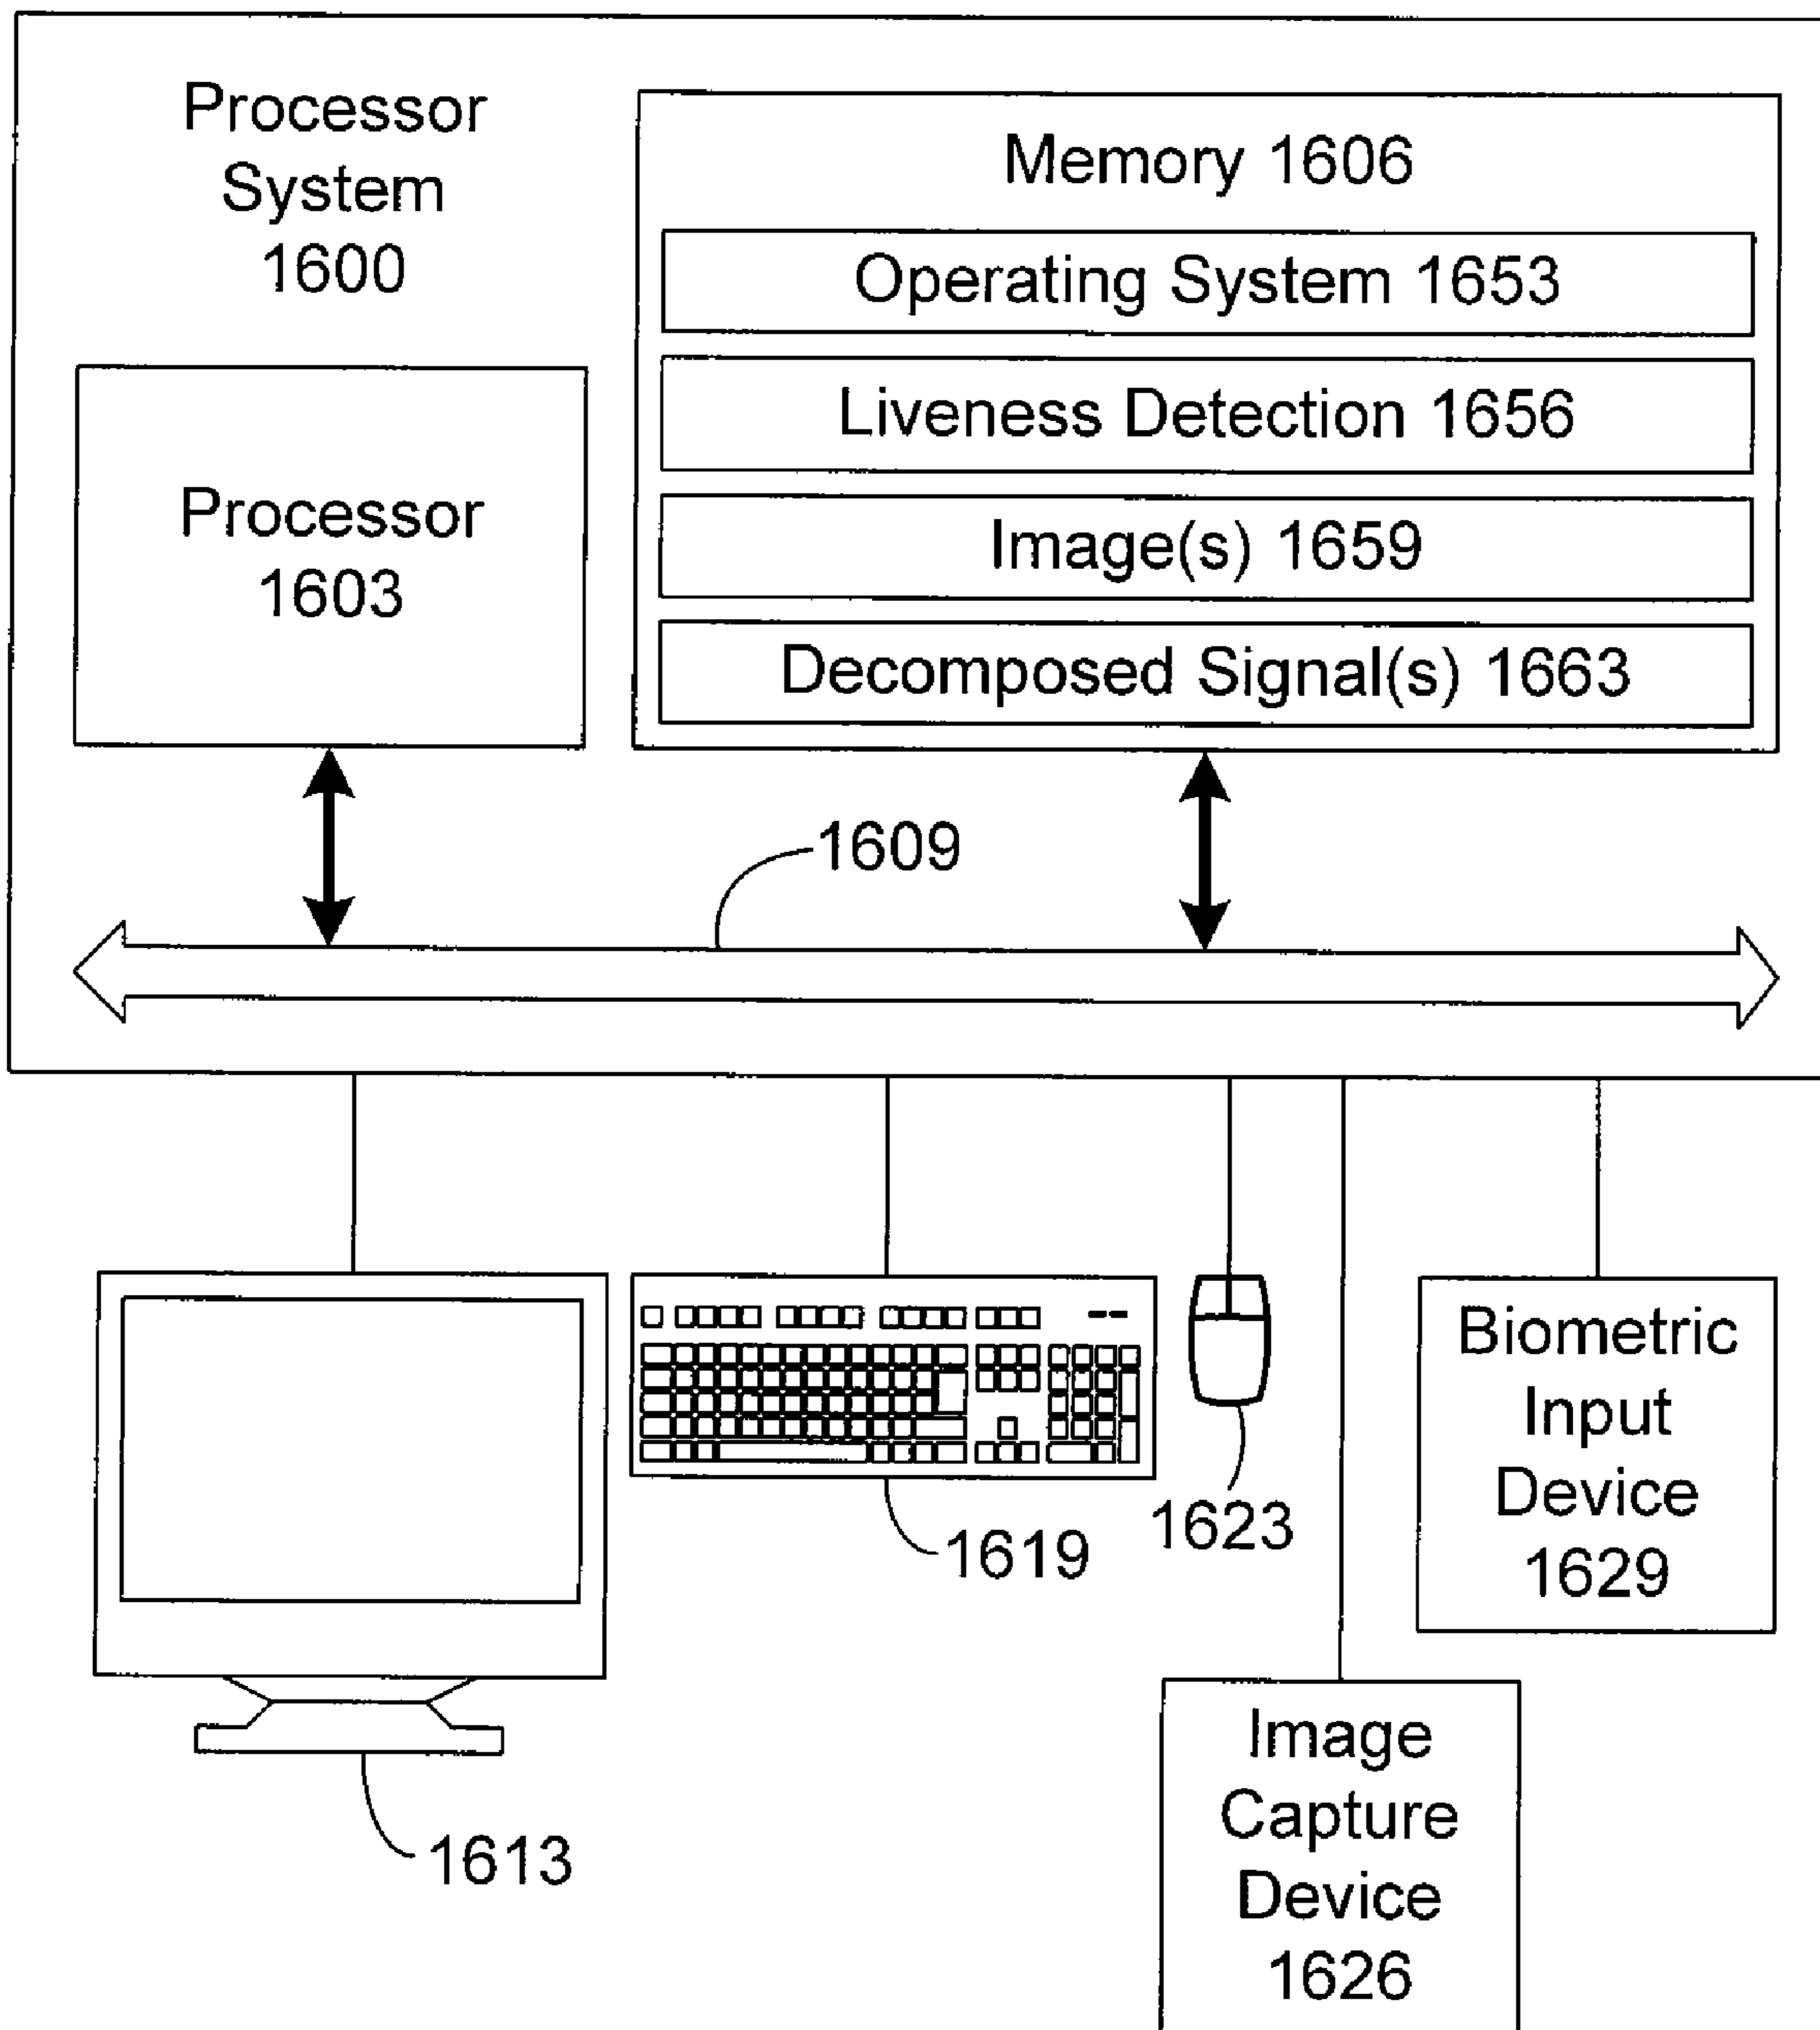 Processor
System
1600
Memory 1606
Operating System 1653
Liveness Detection 1656
Image(s) 1659
Decomposed Signal(s) 1663
Processor
1603
1609
Biometric
Input
Device
1629
1623
1619
Image
Capture
Device
1626
1613